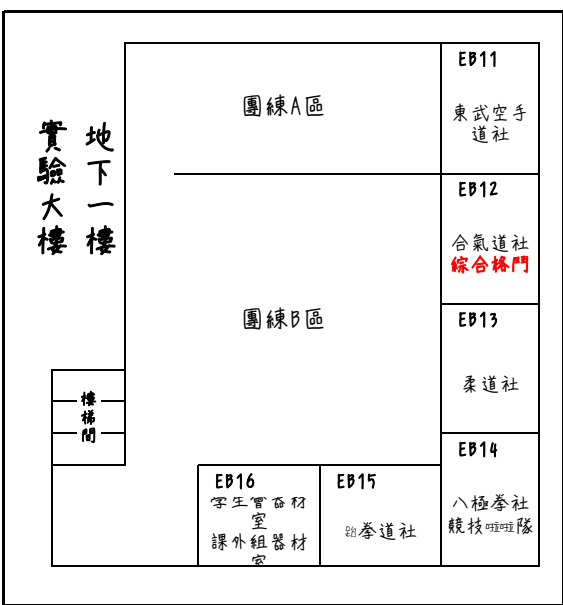 實驗大樓
地下一樓
團練A區
團練B區
樓梯間
EB11
東武空手
道社
EB12
合氣道社
綜合格鬥
EB13
柔道社
EB14
八極拳社
競技啦啦隊
EB15
跆拳道社
EB16
学生會器材
室
課外組器材
室